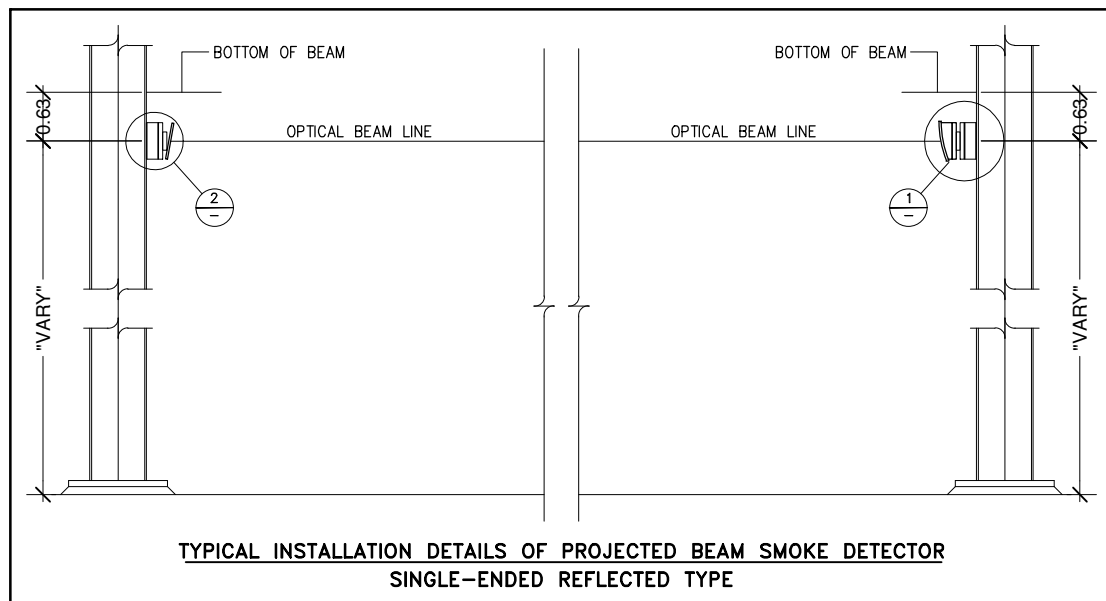 BOTTOM OF BEAM
BOTTOM OF BEAM
0.63
0.63
OPTICAL BEAM LINE
OPTICAL BEAM LINE
2
–
1
–
"VARY"
"VARY"
TYPICAL INSTALLATION DETAILS OF PROJECTED BEAM SMOKE DETECTOR
SINGLE–ENDED REFLECTED TYPE